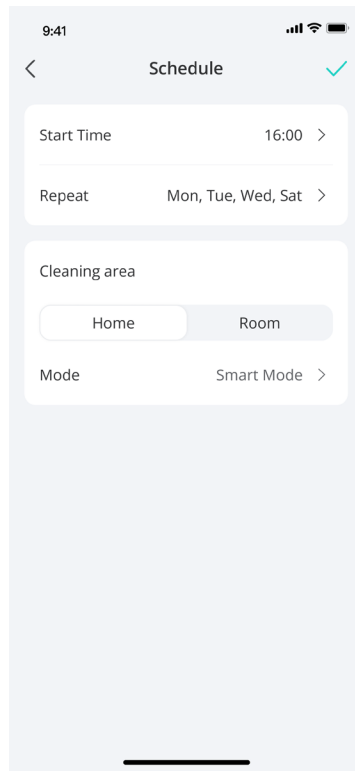 9:41
Schedule
Start Time 16:00
Repeat Mon, Tue, Wed, Sat
Cleaning area
Home Room
Mode Smart Mode